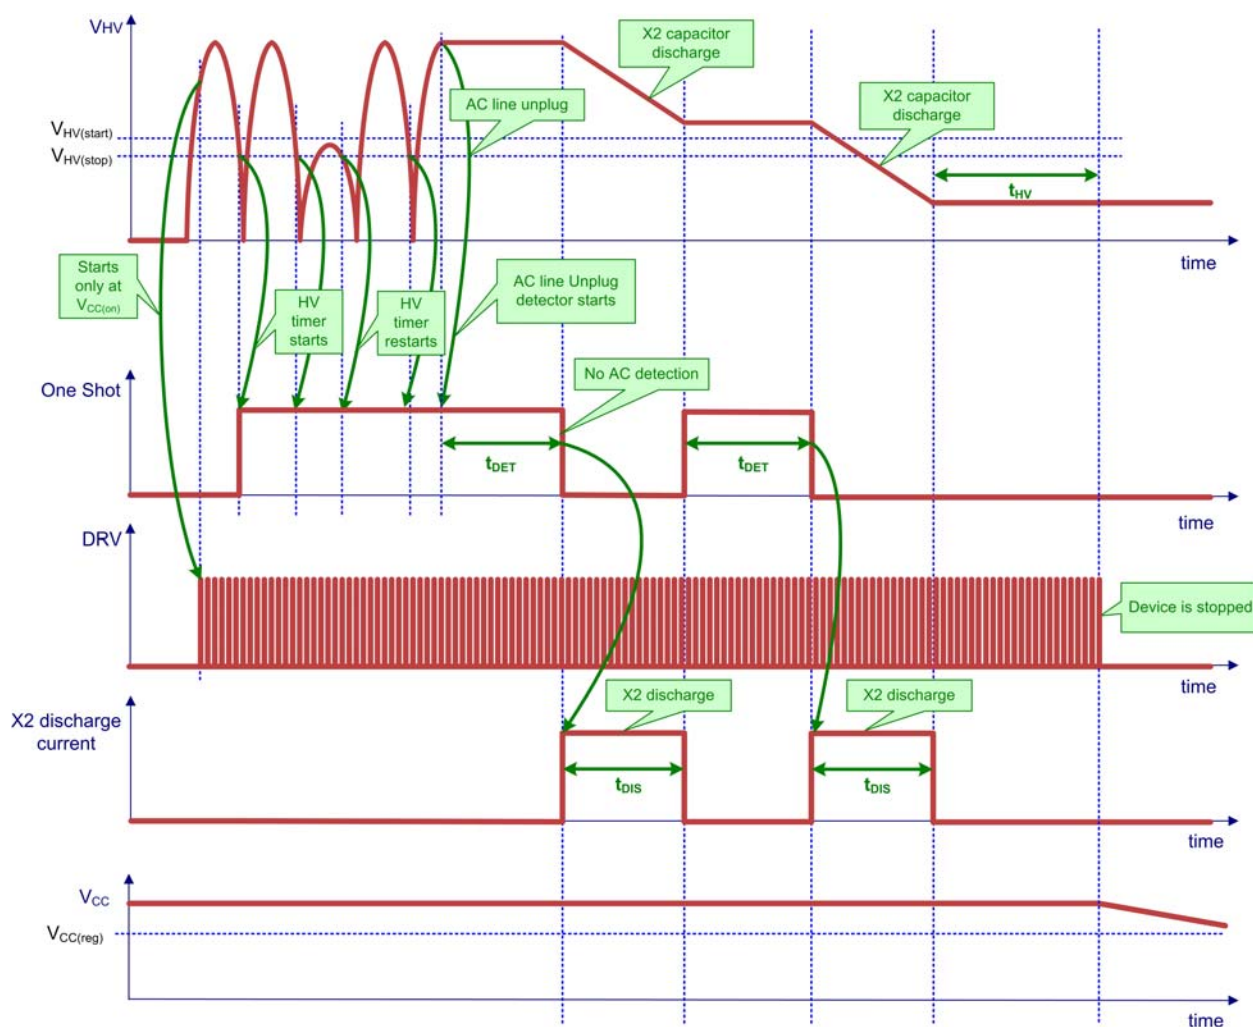 VHV
X2 capacitor
discharge
AC line unplug
X2 capacitor
discharge
VHV(start)
VHV(stop)
tHV
time
Starts
only at
VCC(on)
HV
timer
starts
HV
timer
restarts
AC line Unplug
detector starts
No AC detection
One Shot
tDET
tDET
time
DRV
Device is stopped
time
X2 discharge
current
X2 discharge
X2 discharge
tDIS
tDIS
time
VCC
VCC(reg)
time